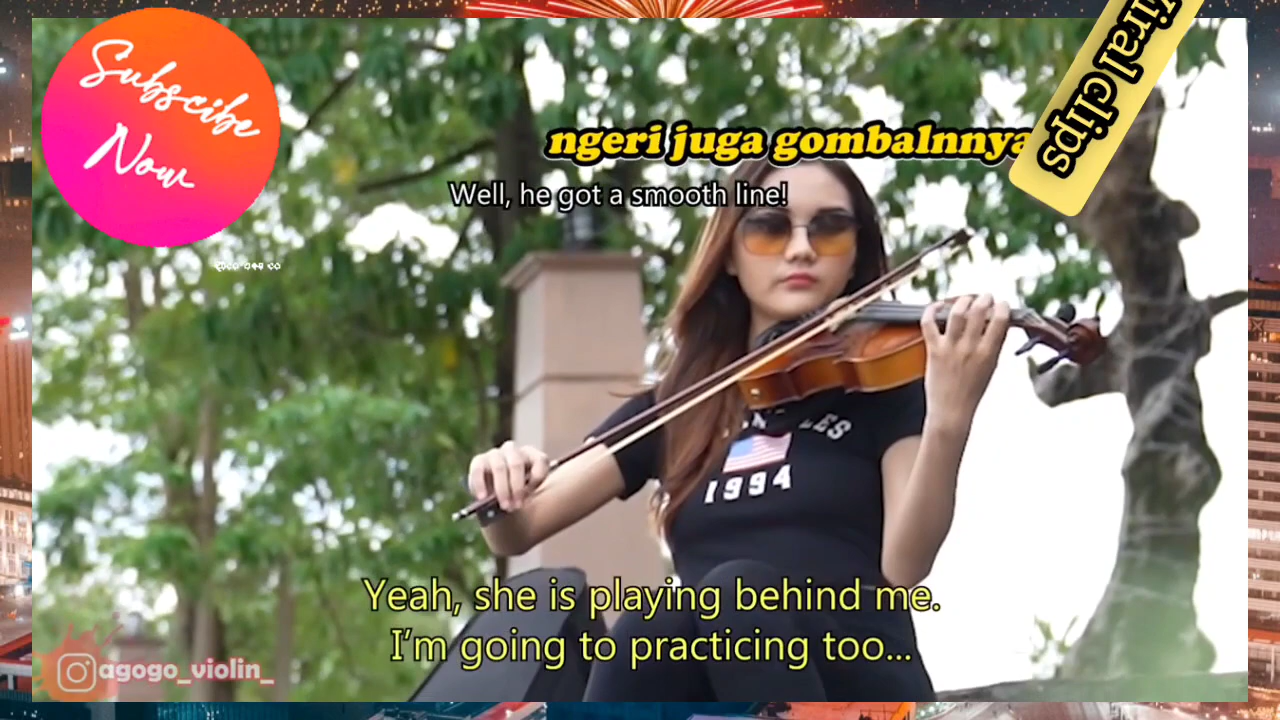 Subscibe
Now
Viral clips
ngeri juga gombalnnya
Well, he got a smooth line!
LES
1994
Yeah, she is playing behind me.
I'm going to practicing too...
agogo_violin_